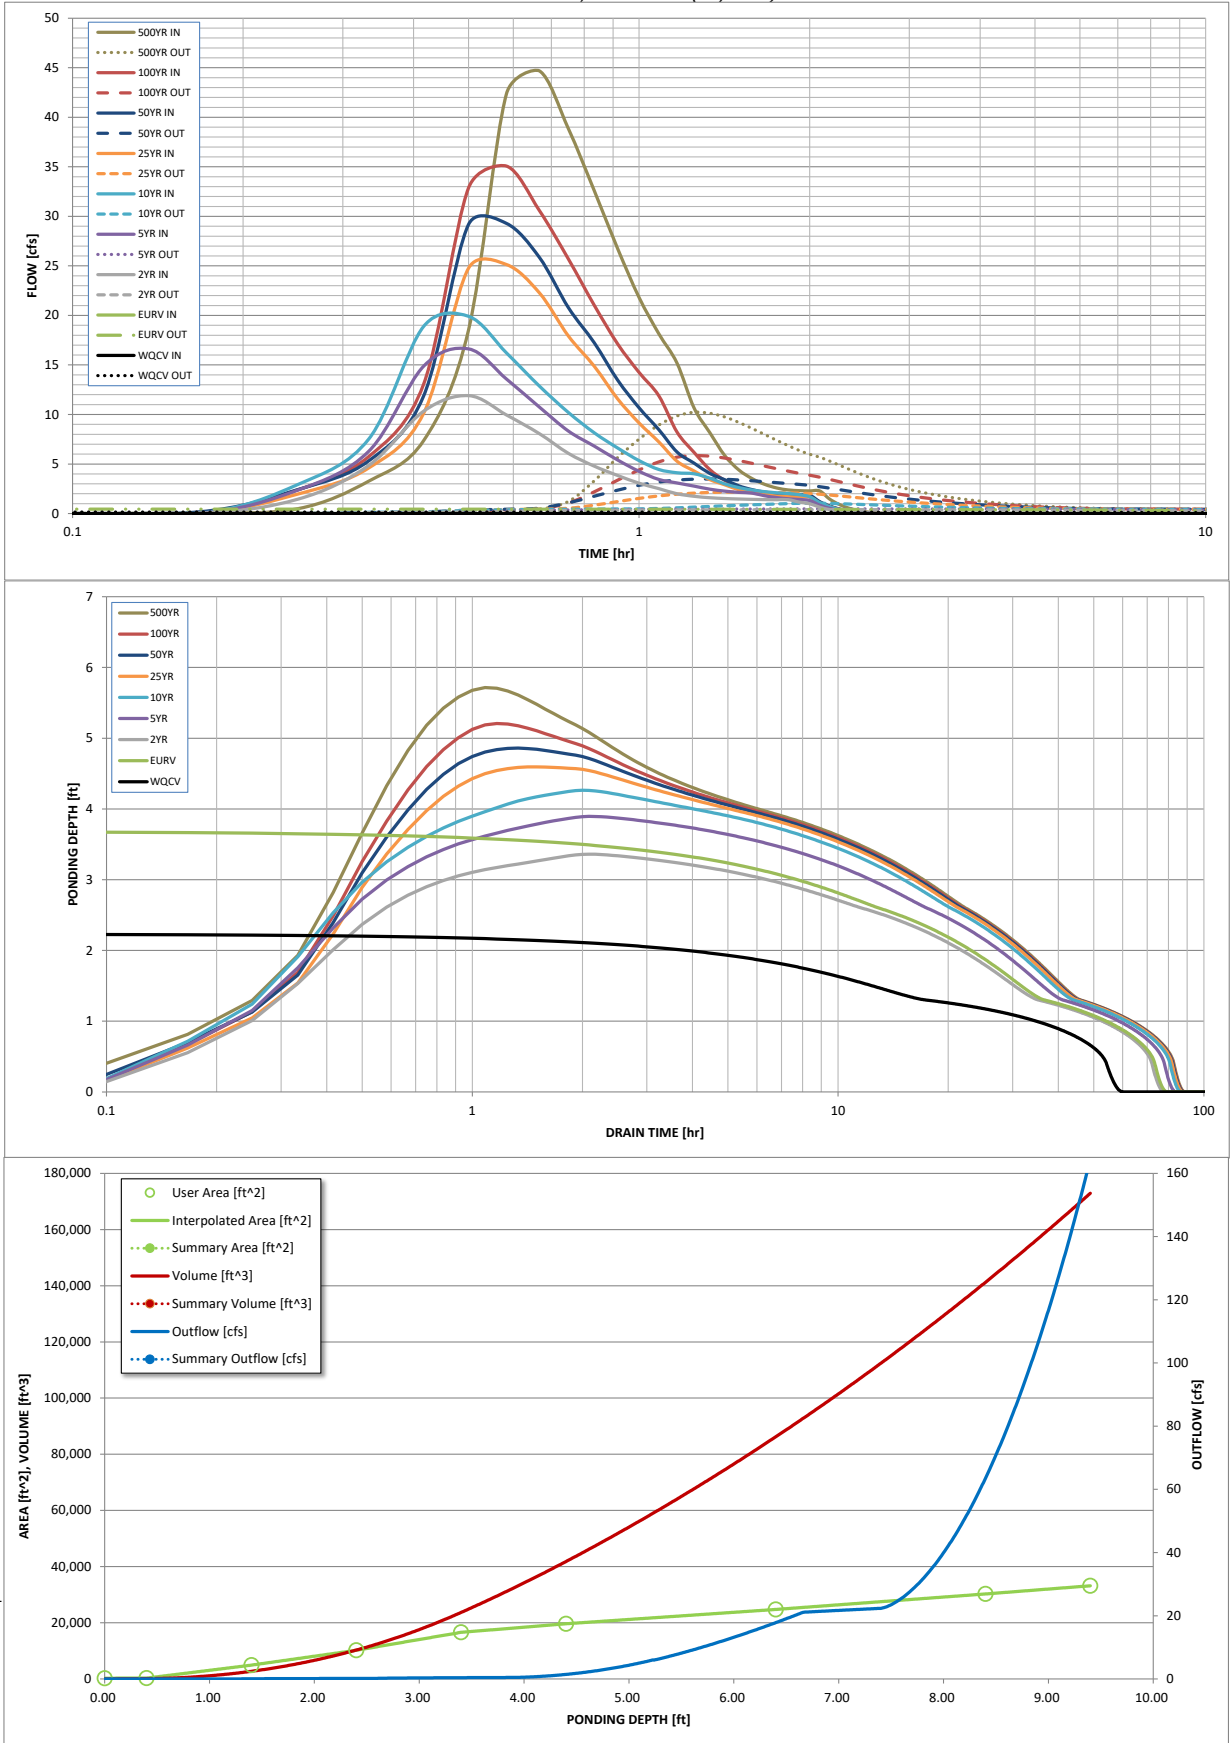 50
45
40
35
30
25
20
15
10
5
0
FLOW [cfs]
500YR IN
500YR OUT
100YR IN
100YR OUT
50YR IN
50YR OUT
25YR IN
25YR OUT
10YR IN
10YR OUT
5YR IN
5YR OUT
2YR IN
2YR OUT
EURV IN
EURV OUT
WQCV IN
WQCV OUT
0.1
1
10
TIME [hr]
7
6
5
4
3
2
1
0
PONDING DEPTH [ft]
500YR
100YR
50YR
25YR
10YR
5YR
2YR
EURV
WQCV
0.1
1
10
100
DRAIN TIME [hr]
180,000
160,000
140,000
120,000
100,000
80,000
60,000
40,000
20,000
0
AREA [ft^2], VOLUME [ft^3]
User Area [ft^2]
Interpolated Area [ft^2]
Summary Area [ft^2]
Volume [ft^3]
Summary Volume [ft^3]
Outflow [cfs]
Summary Outflow [cfs]
160
140
120
100
80
60
40
20
0
OUTFLOW [cfs]
0.00
1.00
2.00
3.00
4.00
5.00
6.00
7.00
8.00
9.00
10.00
PONDING DEPTH [ft]